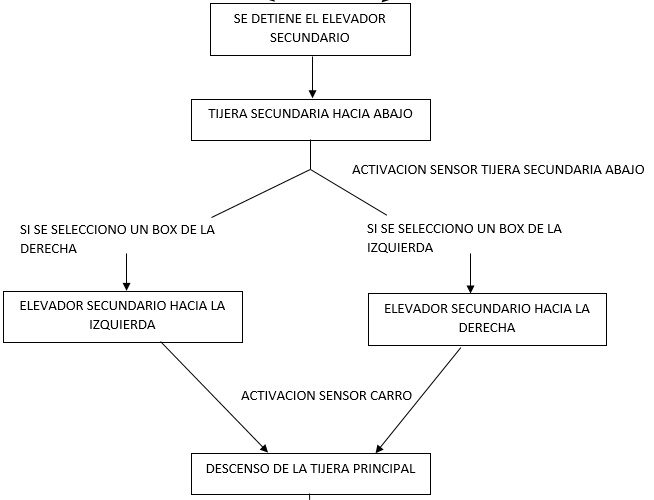 SE DETIENE EL ELEVADOR
SECUNDARIO
TIJERA SECUNDARIA HACIA ABAJO
ACTIVACION SENSOR TIJERA SECUNDARIA ABAJO
SI SE SELECCIONO UN BOX DE LA
DERECHA
SI SE SELECCIONO UN BOX DE LA
IZQUIERDA
ELEVADOR SECUNDARIO HACIA LA
IZQUIERDA
ELEVADOR SECUNDARIO HACIA LA
DERECHA
ACTIVACION SENSOR CARRO
DESCENSO DE LA TIJERA PRINCIPAL